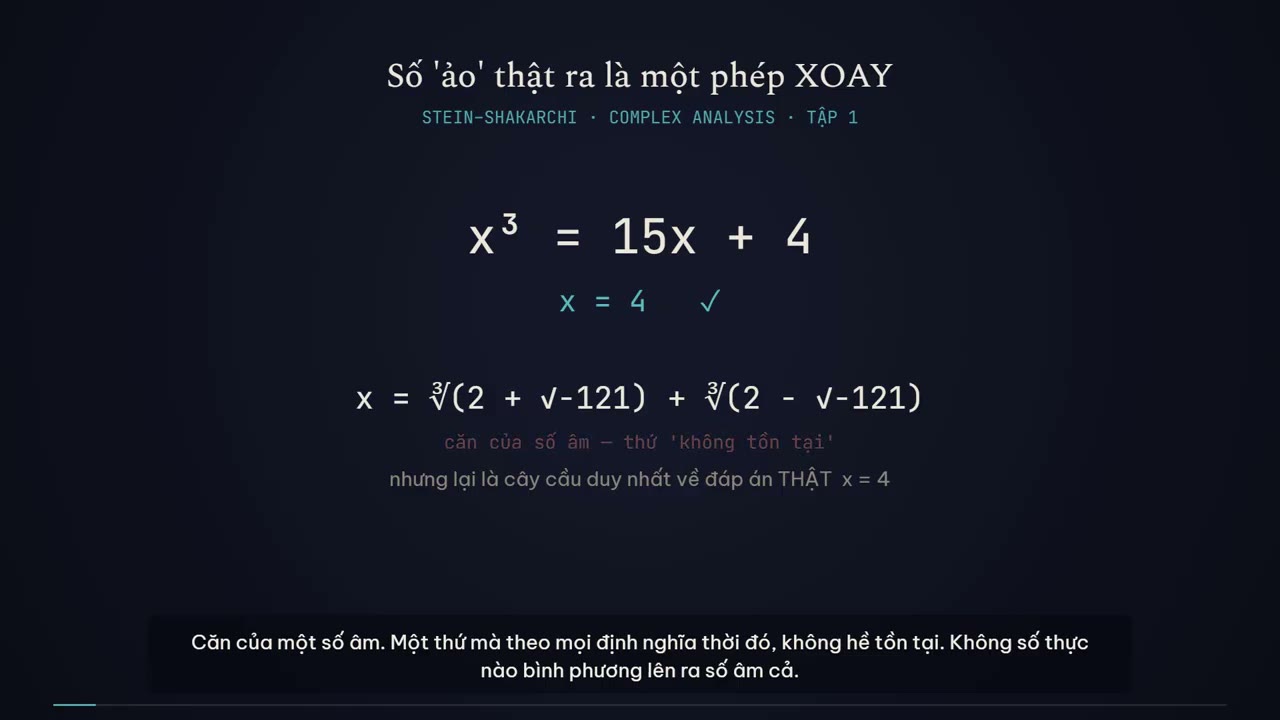 Số 'ảo' thật ra là một phép XOAY
STEIN-SHAKARCHI · COMPLEX ANALYSIS · TẬP 1
x³ = 15x + 4
x = 4 ✓
x = ∛(2 + √-121) + ∛(2 - √-121)
căn của số âm — thứ 'không tồn tại'
nhưng lại là cây cầu duy nhất về đáp án THẬT x = 4
Căn của một số âm. Một thứ mà theo mọi định nghĩa thời đó, không hề tồn tại. Không số thực
nào bình phương lên ra số âm cả.